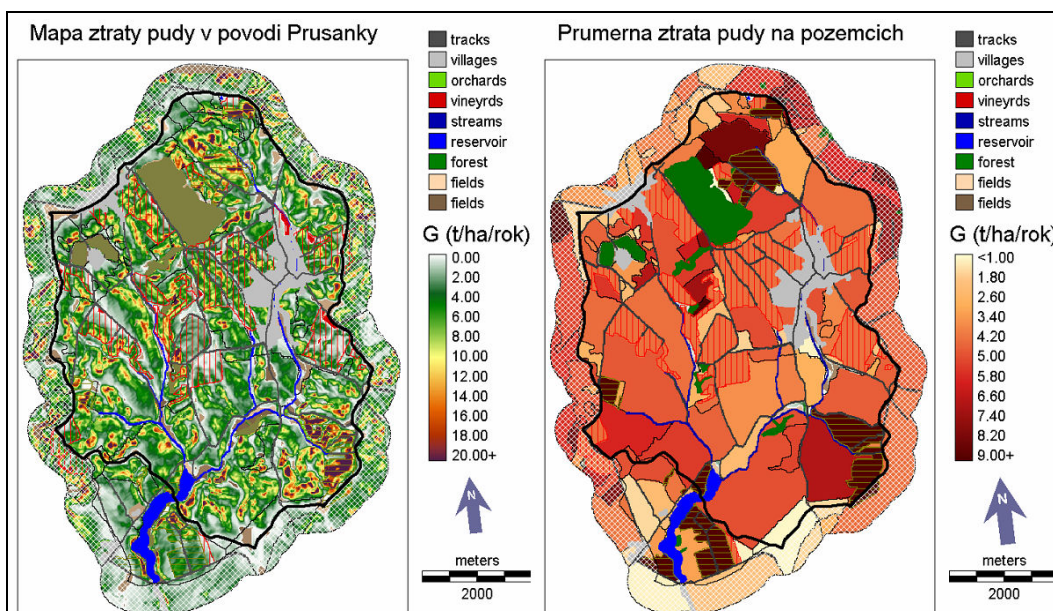 Mapa ztraty pudy v povodi Prusanky
tracks
villages
orchards
vineyrds
streams
reservoir
forest
fields
fields
G (t/ha/rok)
0.00
2.00
4.00
6.00
8.00
10.00
12.00
14.00
16.00
18.00
20.00+
N
meters
2000
Prumerna ztrata pudy na pozemcich
tracks
villages
orchards
vineyrds
streams
reservoir
forest
fields
fields
G (t/ha/rok)
<1.00
1.80
2.60
3.40
4.20
5.00
5.80
6.60
7.40
8.20
9.00+
N
meters
2000